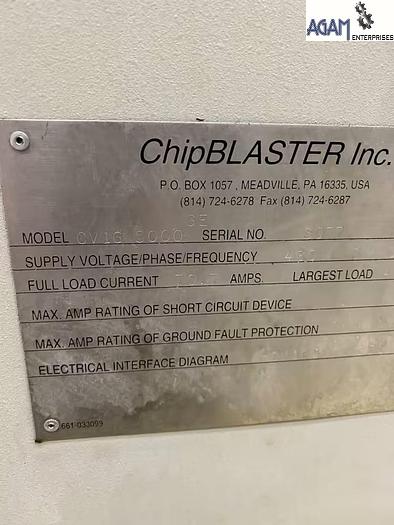 AGAM
ENTERPRISES
ChipBLASTER Inc.
P.O. BOX 1057, MEADVILLE, PA 16335, USA
(814) 724-6278 Fax (814) 724-6287
MODEL SERIAL NO.
SUPPLY VOLTAGE/PHASE/FREQUENCY
FULL LOAD CURRENT AMPS. LARGEST LOAD
MAX. AMP RATING OF SHORT CIRCUIT DEVICE
MAX. AMP RATING OF GROUND FAULT PROTECTION
ELECTRICAL INTERFACE DIAGRAM
661-033099